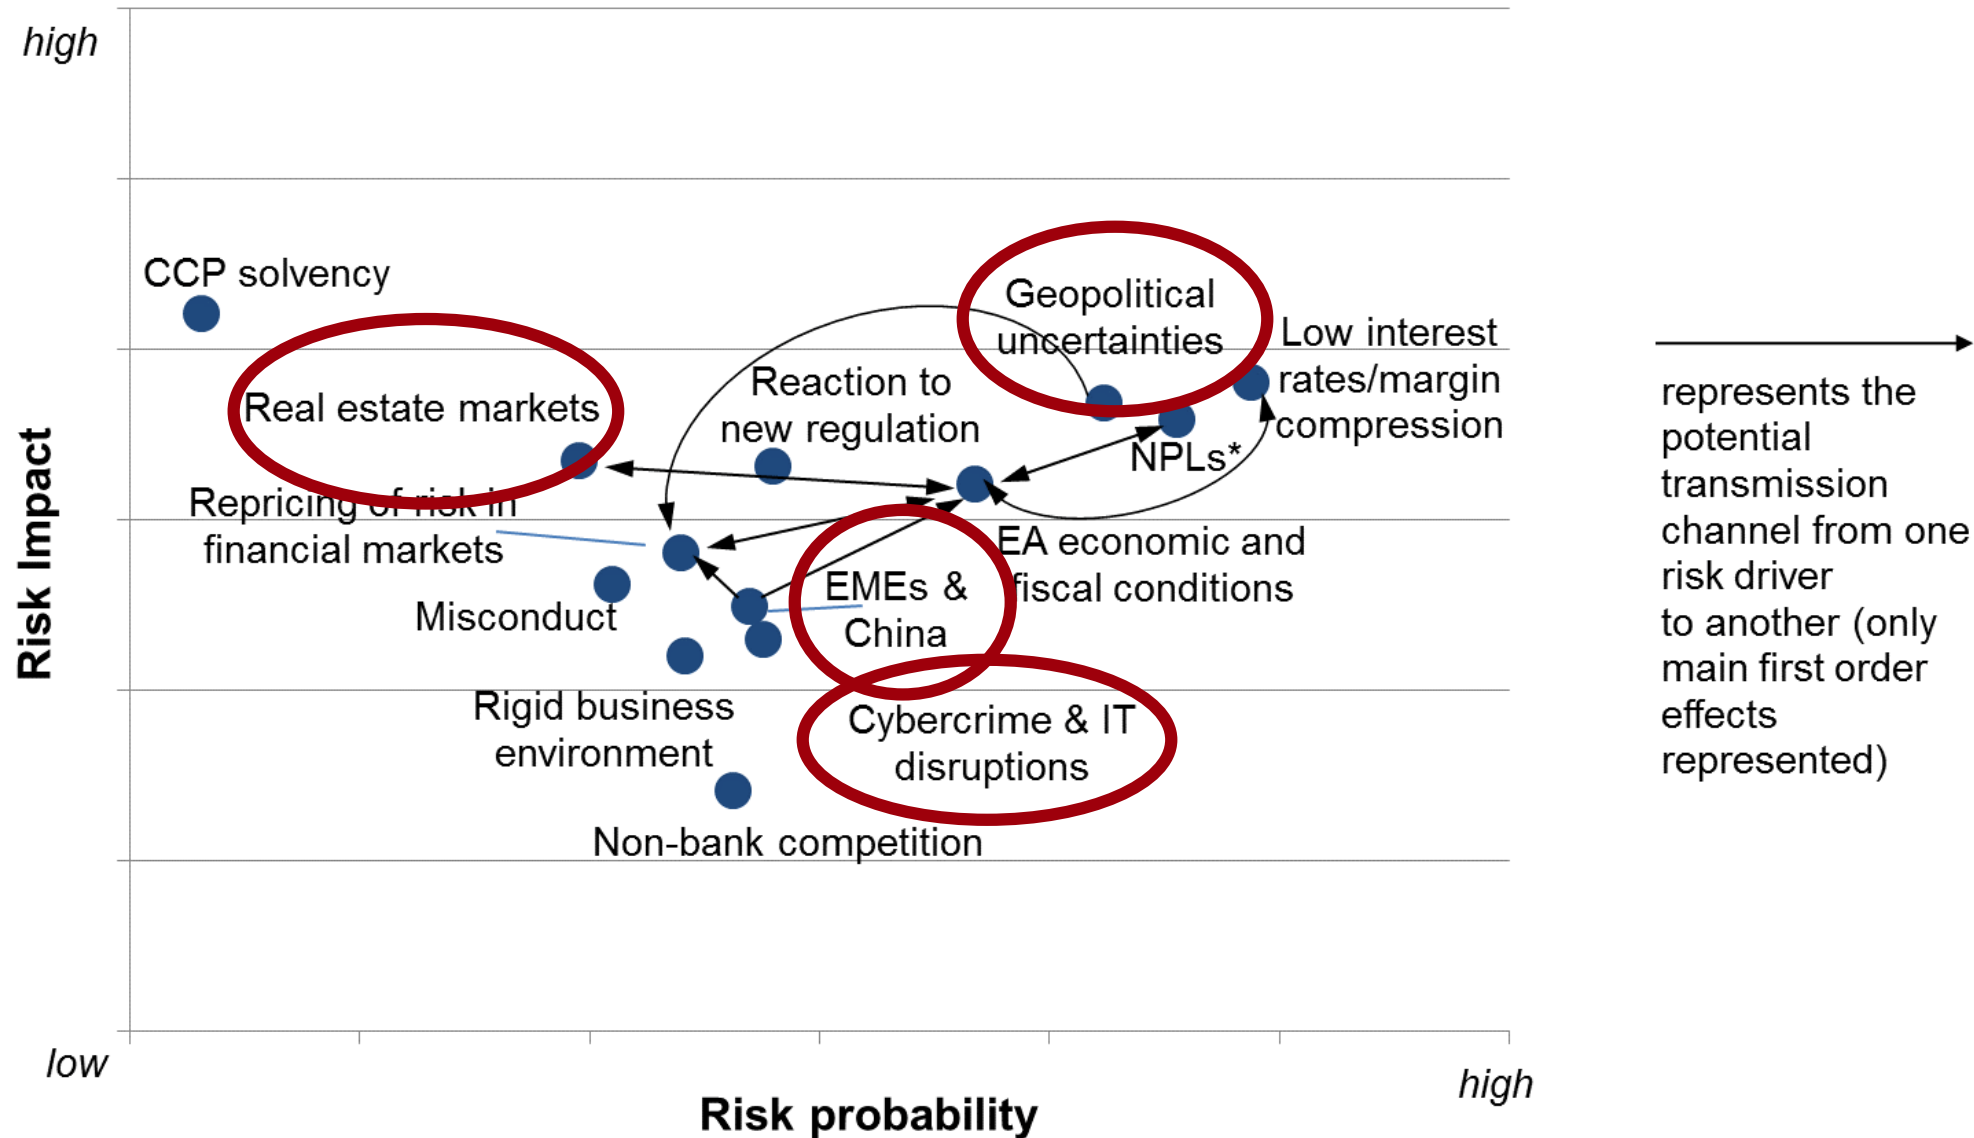 high
CCP solvency
Geopolitical
uncertainties
Low interest
rates/margin
compression
Real estate markets
Reaction to
new regulation
NPLs*
Repricing of risk in
financial markets
EA economic and
fiscal conditions
EMEs &
China
Misconduct
Rigid business
environment
Cybercrime & IT
disruptions
Non-bank competition
Risk Impact
low
high
Risk probability
represents the
potential
transmission
channel from one
risk driver
to another (only
main first order
effects
represented)